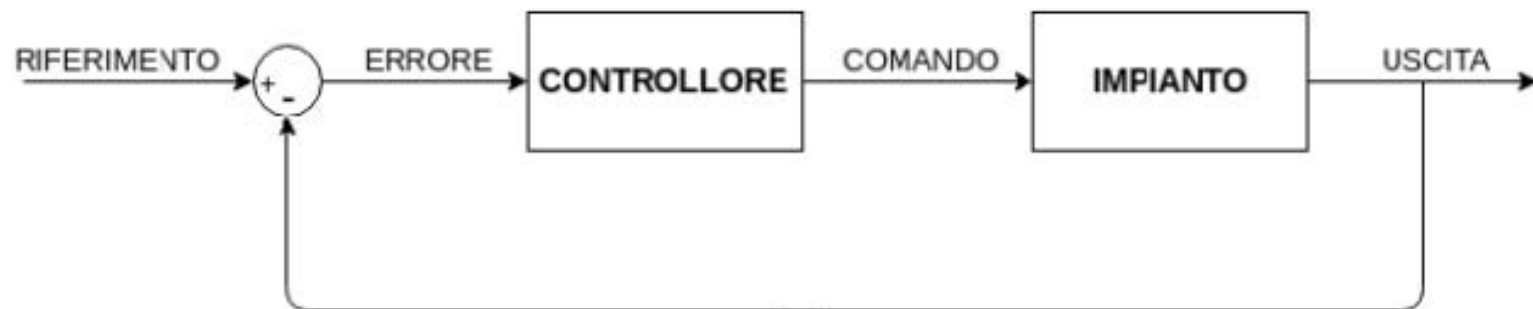 RIFERIMENTO
+
-
ERRORE
CONTROLLORE
COMANDO
IMPIANTO
USCITA